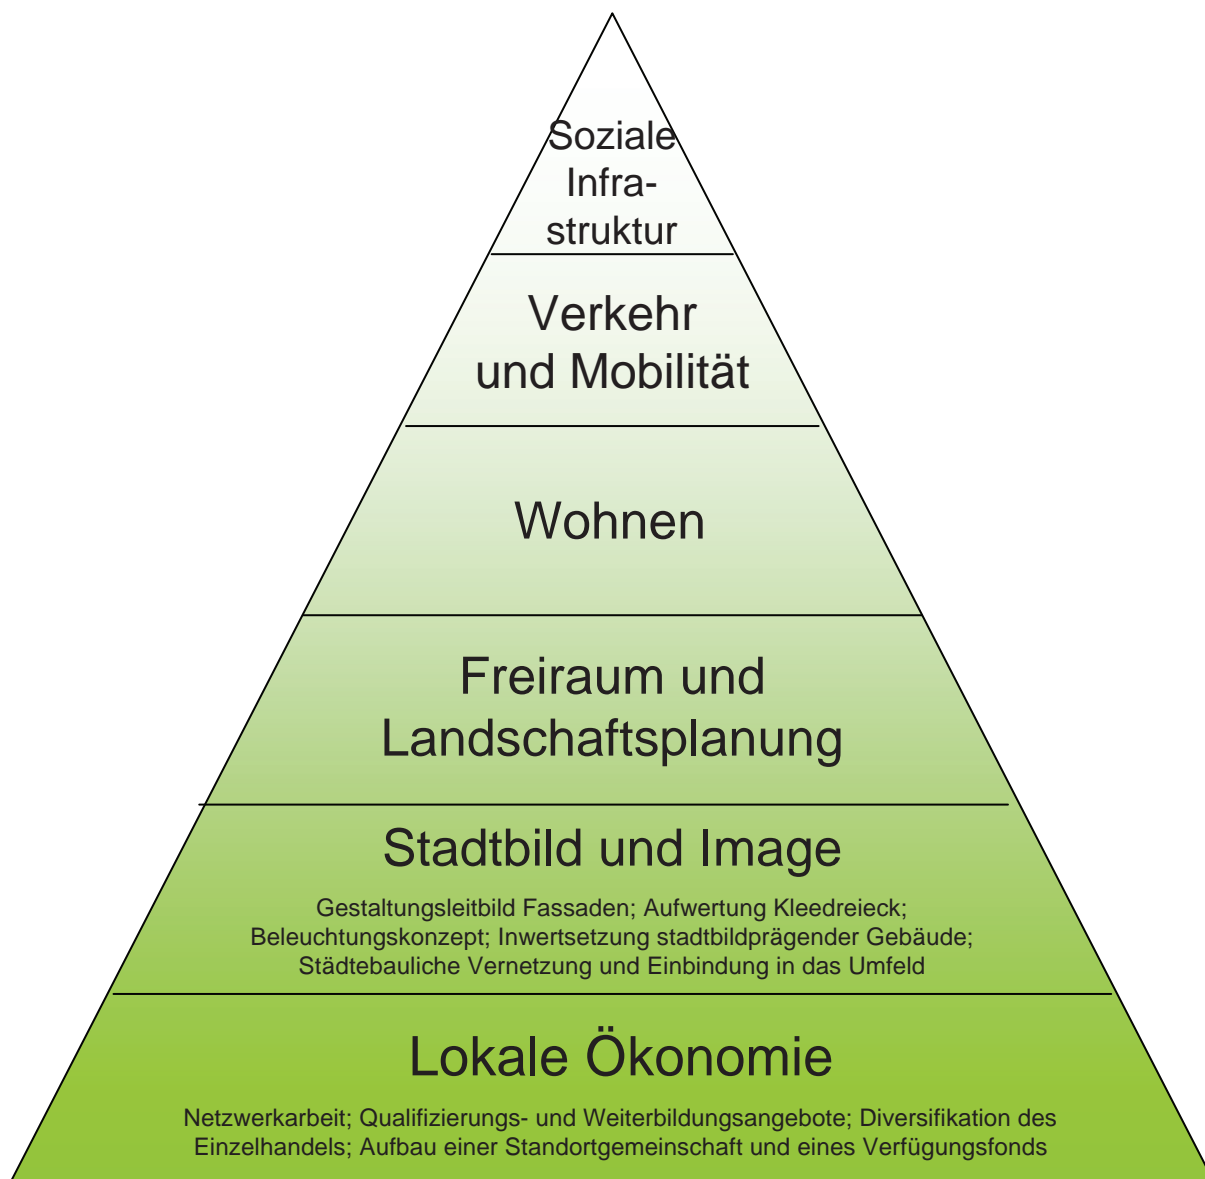 Soziale
Infra-
struktur
Verkehr
und Mobilität
Wohnen
Freiraum und
Landschaftsplanung
Stadtbild und Image
Gestaltungsleitbild Fassaden; Aufwertung Kleedreieck;
Beleuchtungskonzept; Inwertsetzung stadtbildprägender Gebäude;
Städtebauliche Vernetzung und Einbindung in das Umfeld
Lokale Ökonomie
Netzwerkarbeit; Qualifizierungs- und Weiterbildungsangebote; Diversifikation des
Einzelhandels; Aufbau einer Standortgemeinschaft und eines Verfügungsfonds